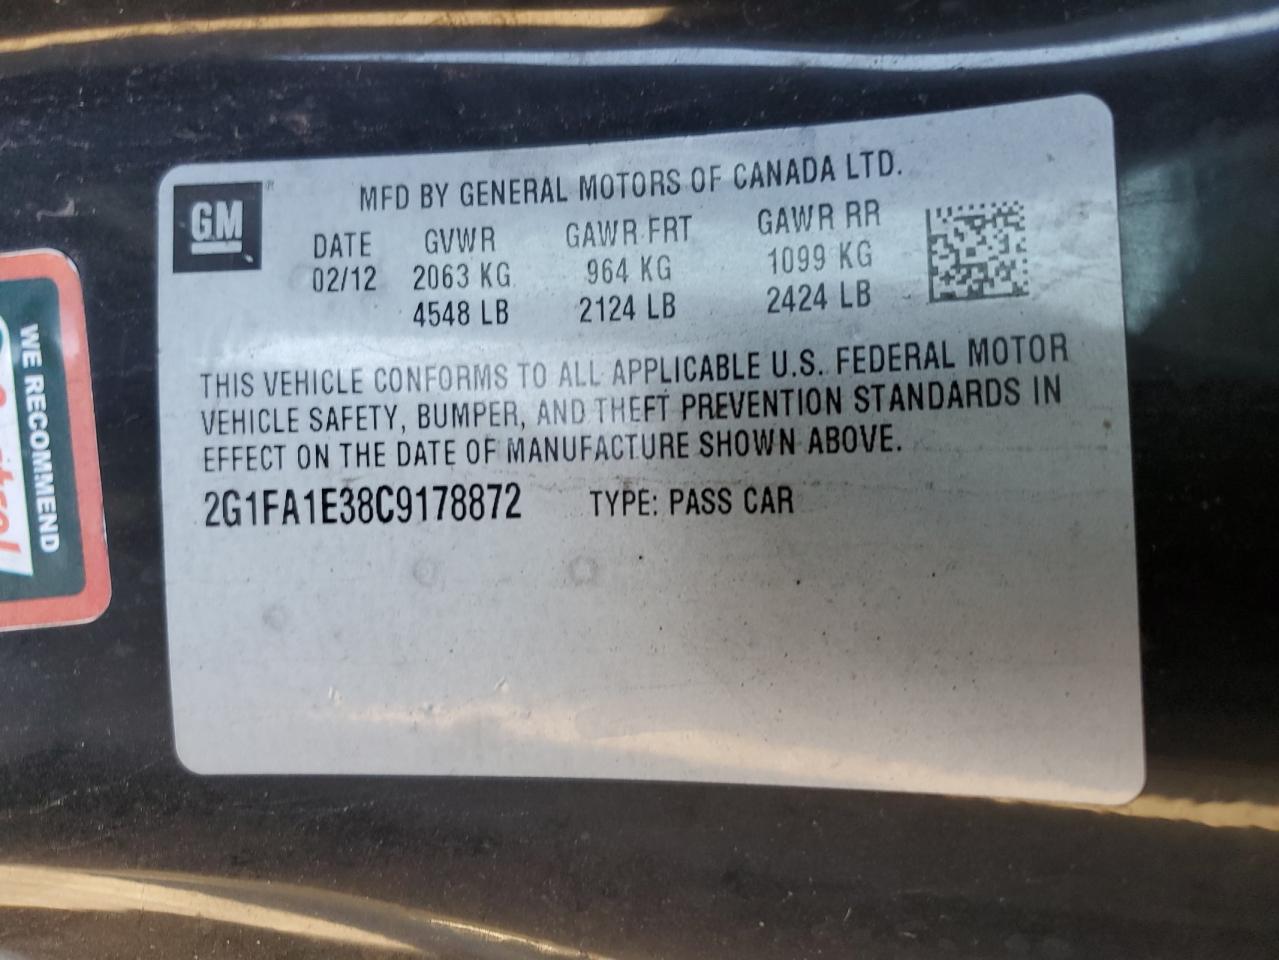 GM
MFD BY GENERAL MOTORS OF CANADA LTD.
DATE GVWR GAWR FRT GAWR RR
02/12 2063 KG 964 KG 1099 KG
4548 LB 2124 LB 2424 LB
THIS VEHICLE CONFORMS TO ALL APPLICABLE U.S. FEDERAL MOTOR
VEHICLE SAFETY, BUMPER, AND THEFT PREVENTION STANDARDS IN
EFFECT ON THE DATE OF MANUFACTURE SHOWN ABOVE.
2G1FA1E38C9178872 TYPE: PASS CAR
WE RECOMMEND